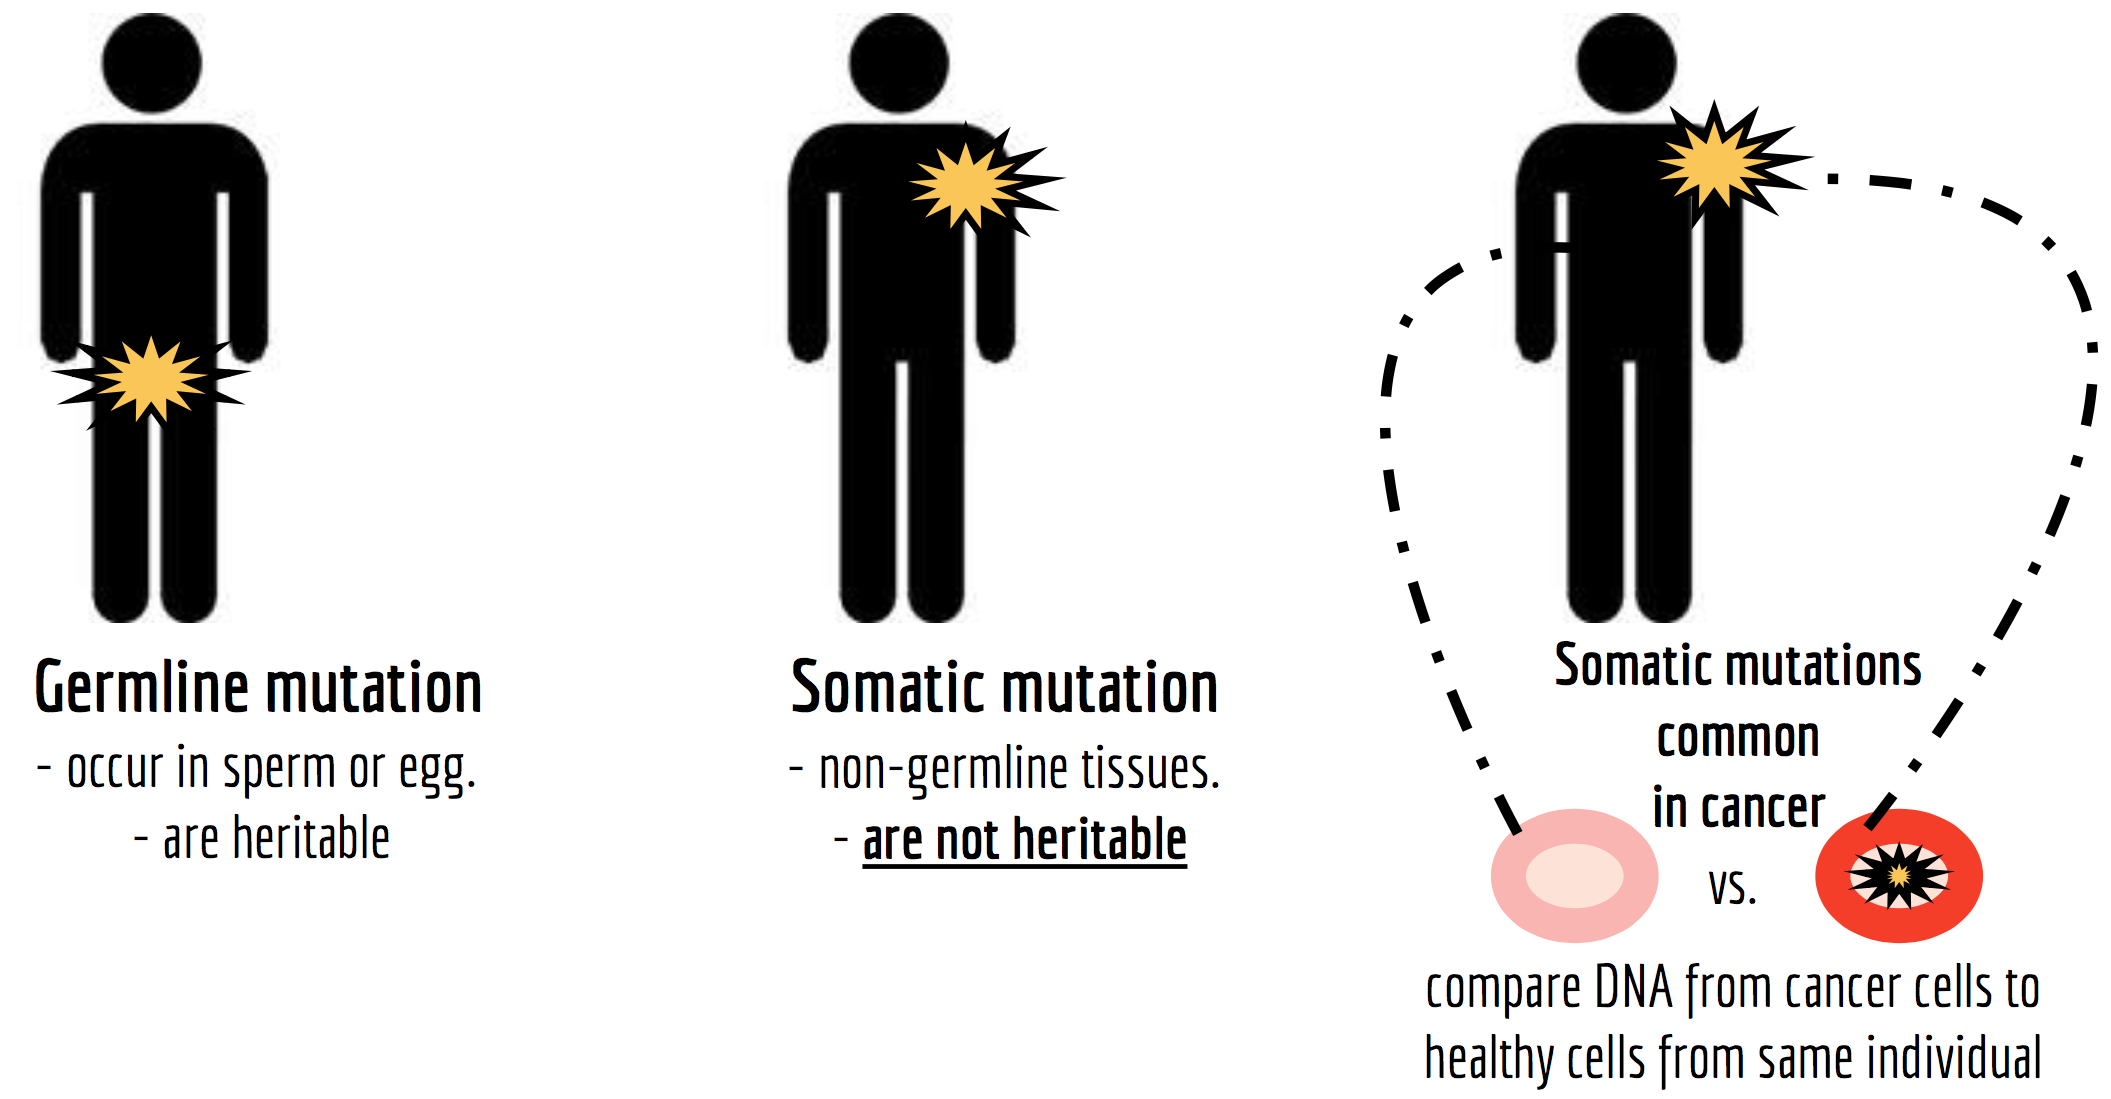 Germline mutation
- occur in sperm or egg.
- are heritable
Somatic mutation
- non-germline tissues.
- are not heritable
Somatic mutations
common
in cancer
vs.
compare DNA from cancer cells to
healthy cells from same individual